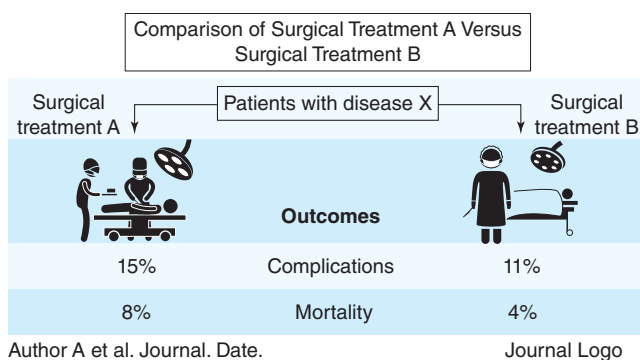 Comparison of Surgical Treatment A Versus
Surgical Treatment B
Surgical
treatment A
Patients with disease X
Surgical
treatment B
Outcomes
15% Complications 11%
8% Mortality 4%
Author A et al. Journal. Date. Journal Logo